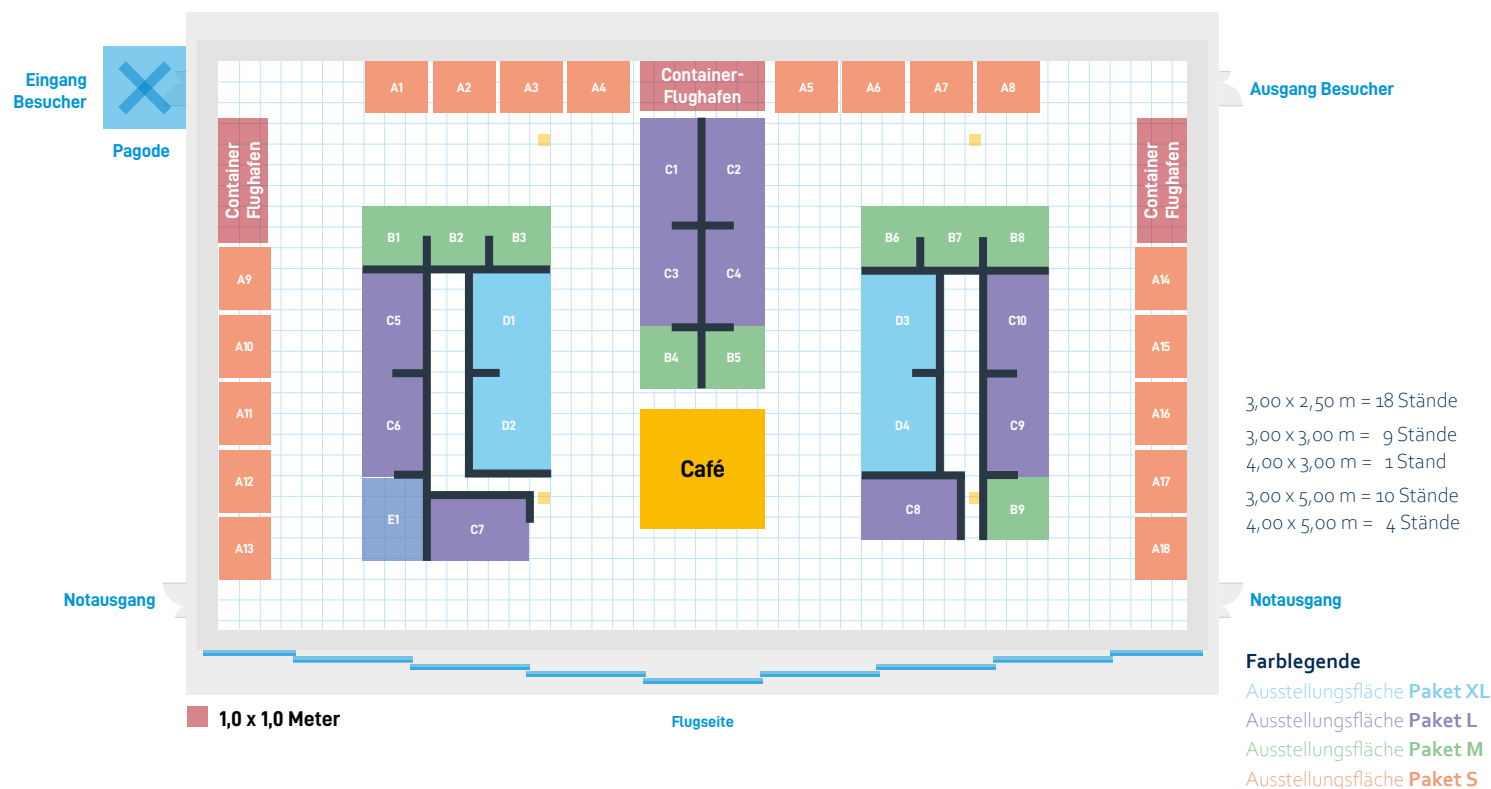 Eingang
Besucher
Pagode
A1
A2
A3
A4
Container-
Flughafen
A5
A6
A7
A8
Ausgang Besucher
Container
Flughafen
C1
C2
Container
Flughafen
B1
B2
B3
B6
B7
B8
A9
C3
C4
A14
C5
D1
D3
C10
A10
B4
B5
A15
A11
C6
D2
D4
C9
A16
Café
A12
A17
E1
C7
C8
B9
A13
A18
3,00 x 2,50 m = 18 Stände
3,00 x 3,00 m = 9 Stände
4,00 x 3,00 m = 1 Stand
3,00 x 5,00 m = 10 Stände
4,00 x 5,00 m = 4 Stände
Notausgang
Notausgang
Farblegende
Ausstellungsfläche Paket XL
Ausstellungsfläche Paket L
Ausstellungsfläche Paket M
Ausstellungsfläche Paket S
1,0 x 1,0 Meter
Flugseite